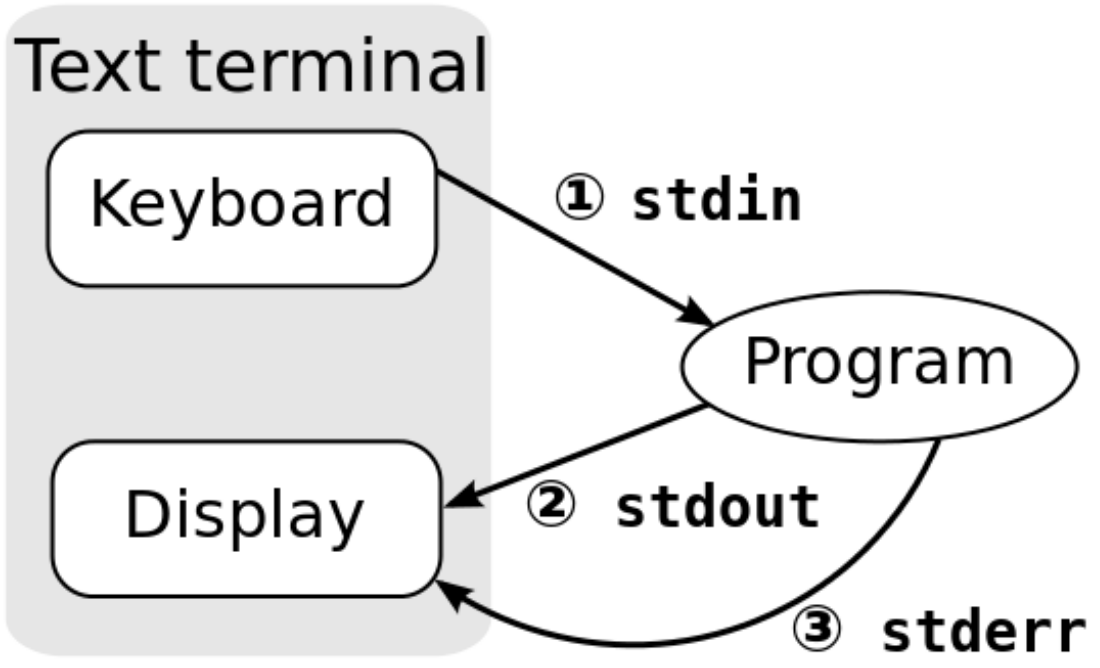 Text terminal
Keyboard
① stdin
Program
Display
② stdout
③ stderr